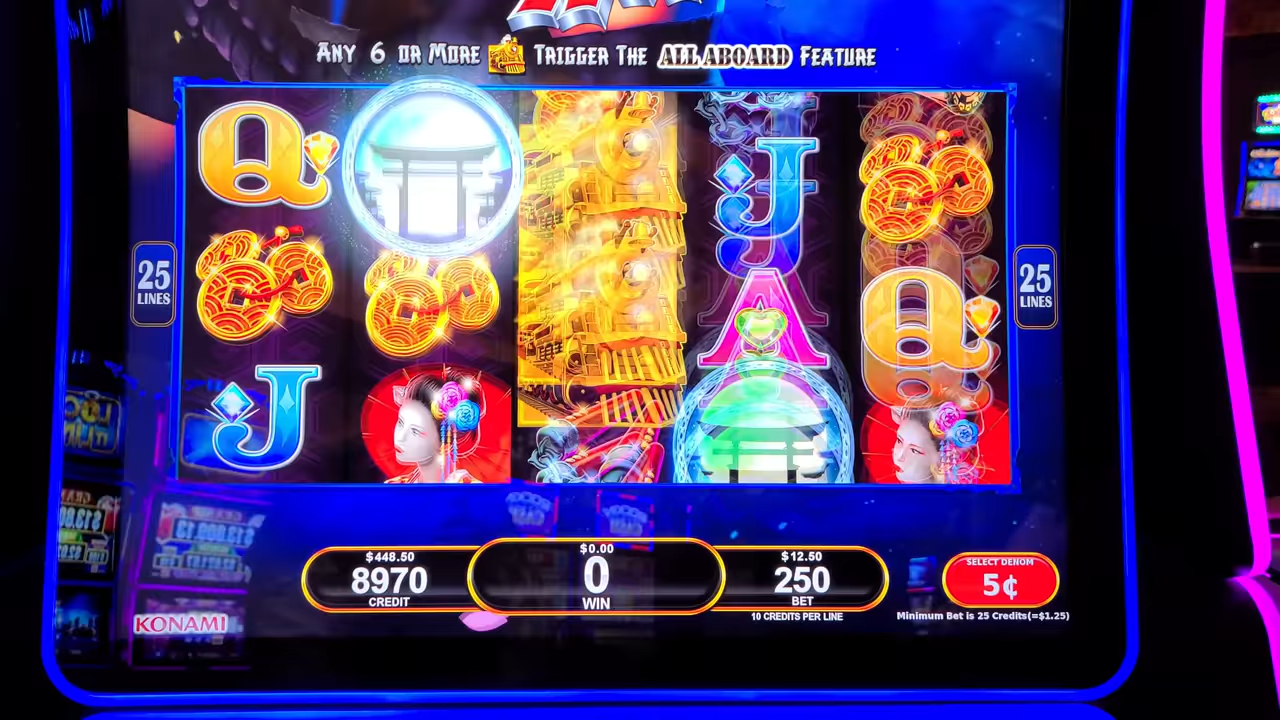 ANY 6 OR MORE TRIGGER THE ALL ABOARD FEATURE
Q
J
25
LINES
A
25
LINES
Q
J
$448.50
8970
CREDIT
$0.00
0
WIN
$12.50
250
BET
10 CREDITS PER LINE
SELECT DENOM
5¢
Minimum Bet is 25 Credits(=$1.25)
KONAMI